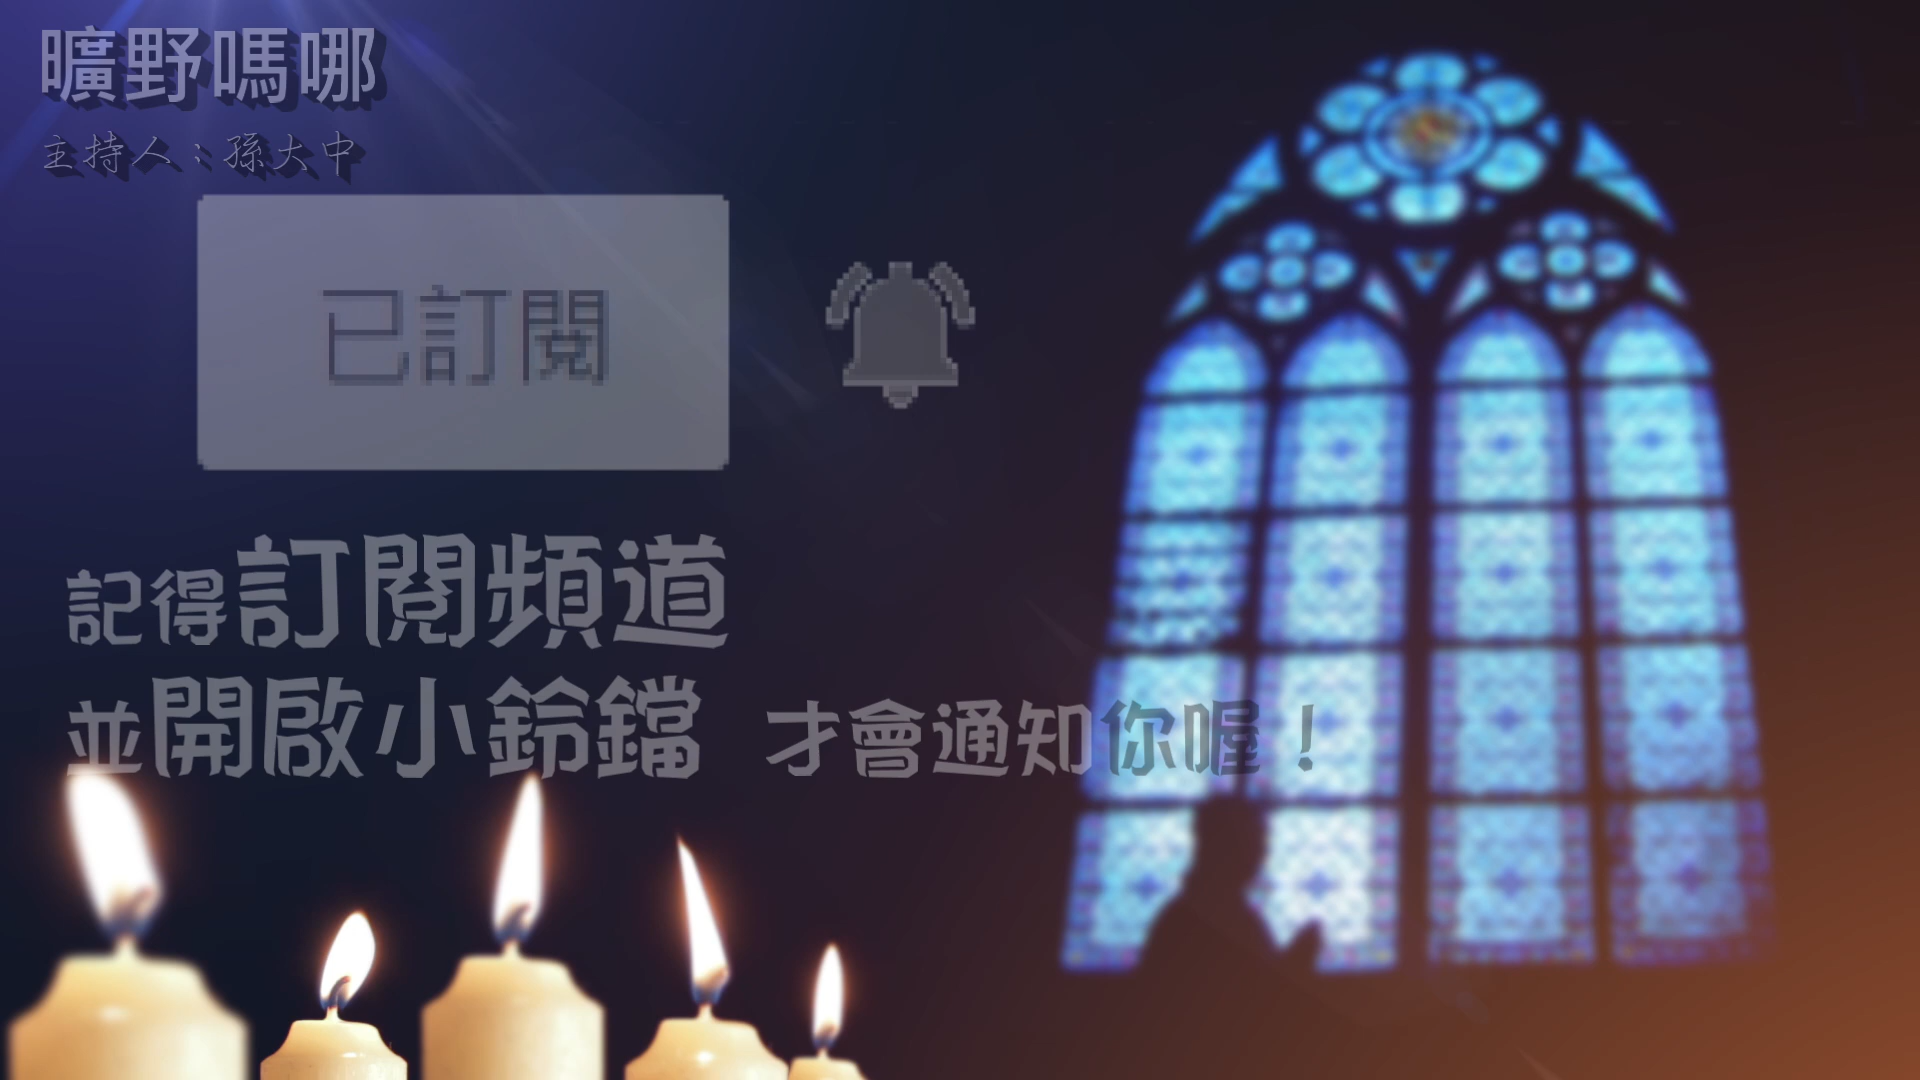 曠野嗎哪
主持人：孫大中
已訂閱
記得訂閱頻道
並開啟小鈴鐺 才會通知你喔！